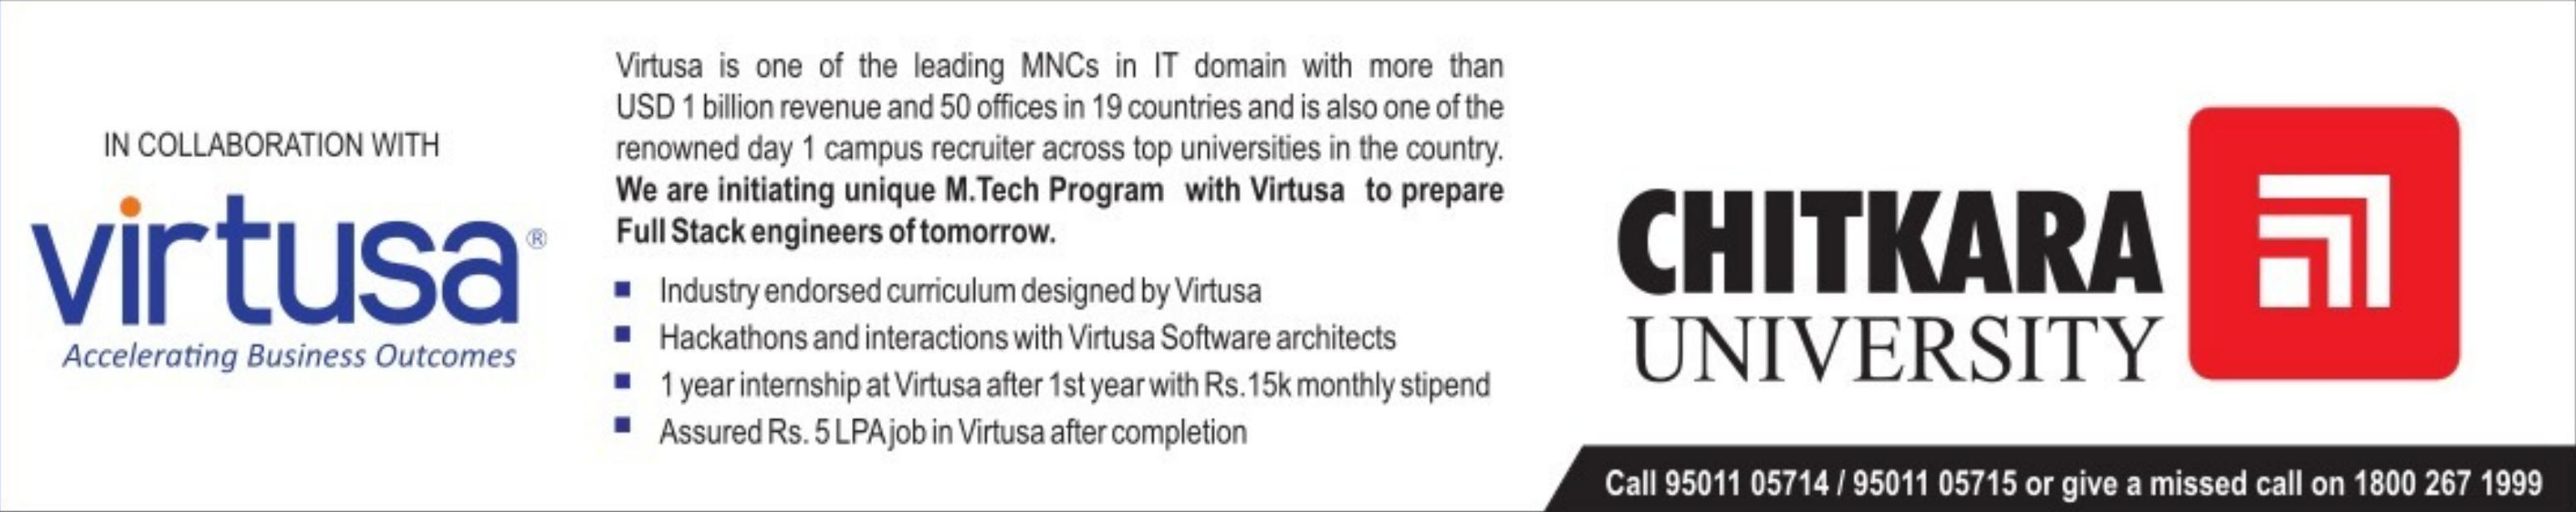 IN COLLABORATION WITH
virtusa®
Accelerating Business Outcomes
Virtusa is one of the leading MNCs in IT domain with more than
USD 1 billion revenue and 50 offices in 19 countries and is also one of the
renowned day 1 campus recruiter across top universities in the country.
We are initiating unique M.Tech Program with Virtusa to prepare
Full Stack engineers of tomorrow.
Industry endorsed curriculum designed by Virtusa
Hackathons and interactions with Virtusa Software architects
1 year internship at Virtusa after 1st year with Rs.15k monthly stipend
Assured Rs. 5 LPA job in Virtusa after completion
CHITKARA
UNIVERSITY
Call 95011 05714 / 95011 05715 or give a missed call on 1800 267 1999